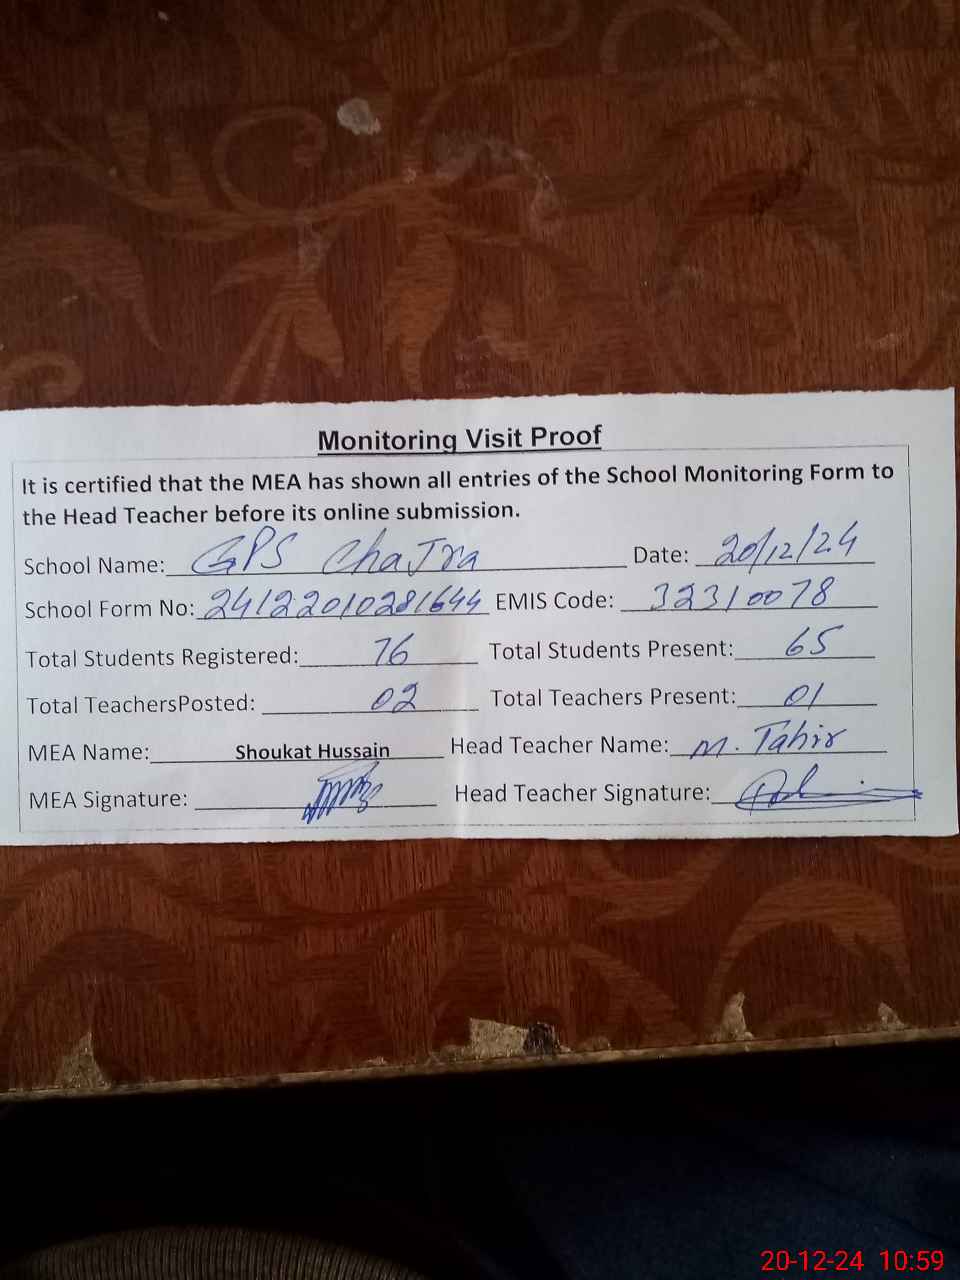 Monitoring Visit Proof
It is certified that the MEA has shown all entries of the School Monitoring Form to
the Head Teacher before its online submission.
School Name: GPS Chajra Date: 20/12/24
School Form No: 24122010281644 EMIS Code: 32310078
Total Students Registered: 76 Total Students Present: 65
Total TeachersPosted: 02 Total Teachers Present: 01
MEA Name: Shoukat Hussain Head Teacher Name: M. Tahir
MEA Signature: Head Teacher Signature:
20-12-24 10:59